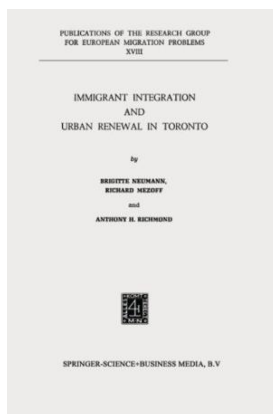 PUBLICATIONS OF THE RESEARCH GROUP
FOR EUROPEAN MIGRATION PROBLEMS
XVIII
IMMIGRANT INTEGRATION
AND
URBAN RENEWAL IN TORONTO
by
BRIGITTE NEUMANN,
RICHARD MEZOFF
and
ANTHONY H. RICHMOND
SPRINGER-SCIENCE+BUSINESS MEDIA, B.V